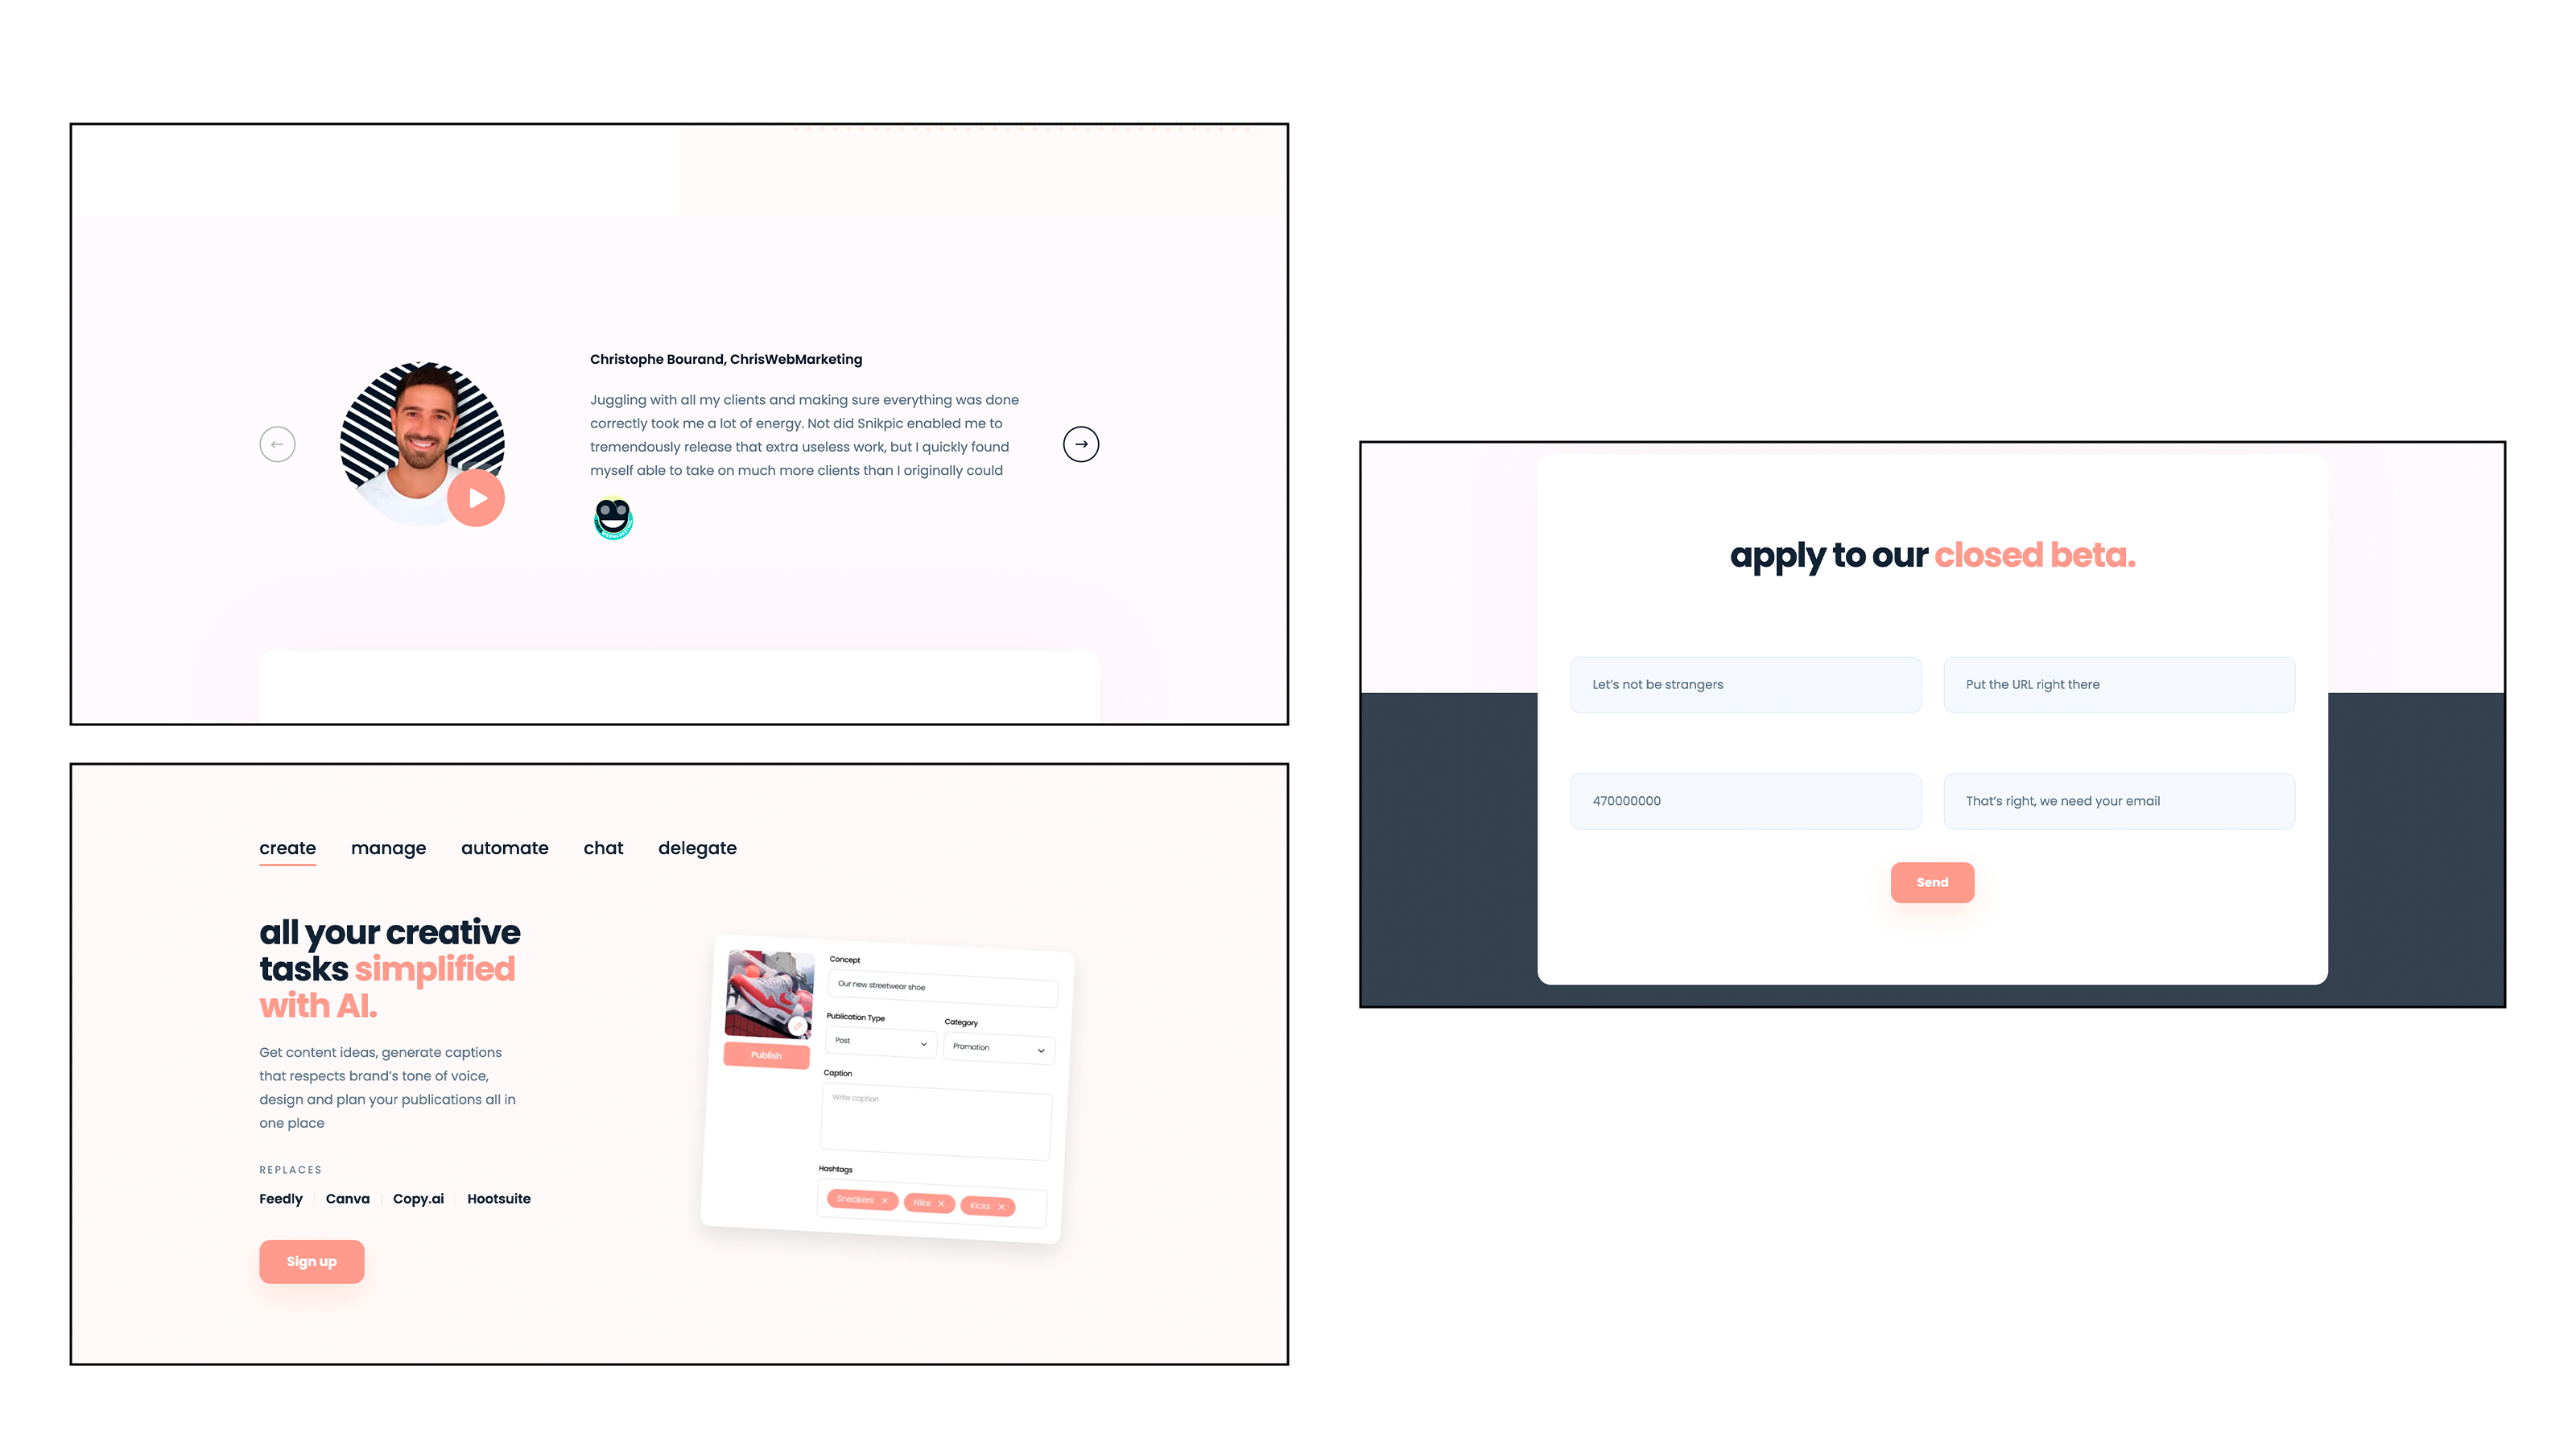 Christophe Bourand, ChrisWebMarketing
Juggling with all my clients and making sure everything was done
correctly took me a lot of energy. Not did Snikpic enabled me to
tremendously release that extra useless work, but I quickly found
myself able to take on much more clients than I originally could
create manage automate chat delegate
all your creative
tasks simplified
with AI.
Get content ideas, generate captions
that respects brand’s tone of voice,
design and plan your publications all in
one place
REPLACES
Feedly Canva Copy.ai Hootsuite
Sign up
Concept
Our new streetwear shoe
Publication Type Category
Post Promotion
Publish
Caption
Write caption
Hashtags
Sneakers Nike Kicks
apply to our closed beta.
Let’s not be strangers Put the URL right there
470000000 That’s right, we need your email
Send